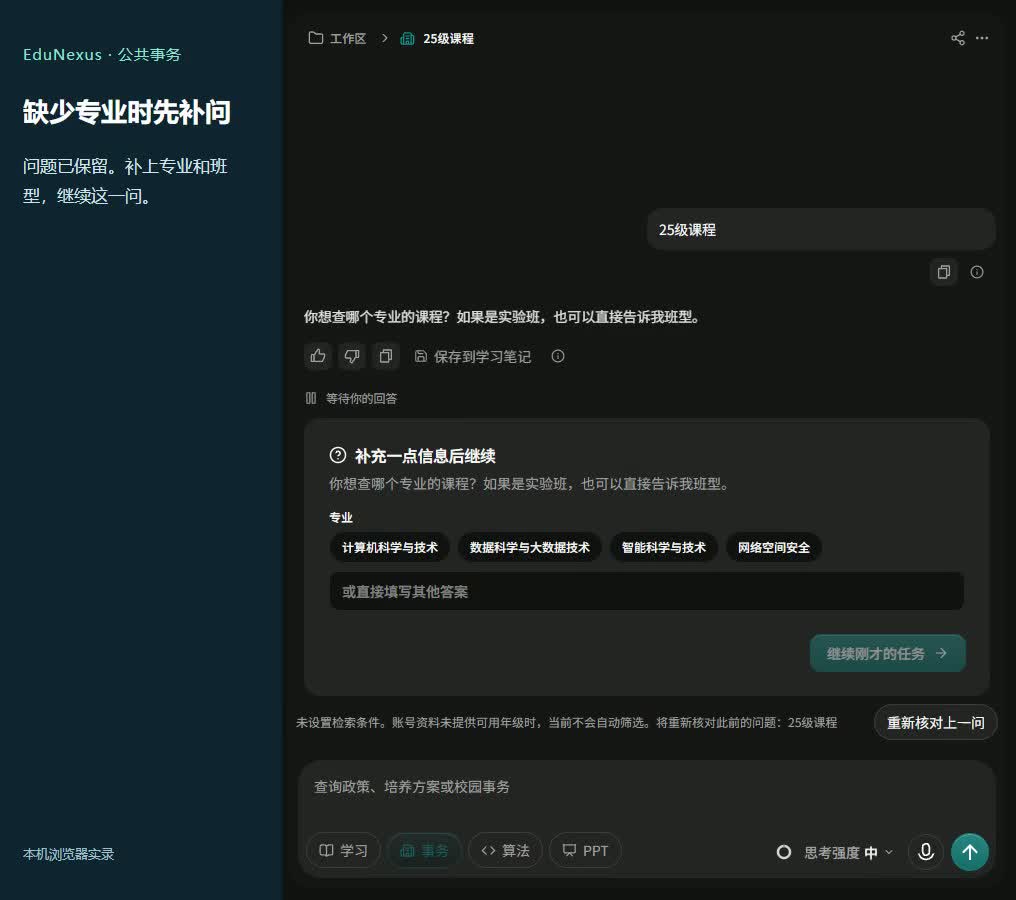 EduNexus · 公共事务
缺少专业时先补问
问题已保留。补上专业和班
型，继续这一问。
本机浏览器实录
工作区
25级课程
25级课程
你想查哪个专业的课程？如果是实验班，也可以直接告诉我班型。
保存到学习笔记
等待你的回答
补充一点信息后继续
你想查哪个专业的课程？如果是实验班，也可以直接告诉我班型。
专业
计算机科学与技术 数据科学与大数据技术 智能科学与技术 网络空间安全
或直接填写其他答案
继续刚才的任务
未设置检索条件。账号资料未提供可用年级时，当前不会自动筛选。将重新核对此前的问题：25级课程
重新核对上一问
查询政策、培养方案或校园事务
学习 事务 算法 PPT
思考强度 中